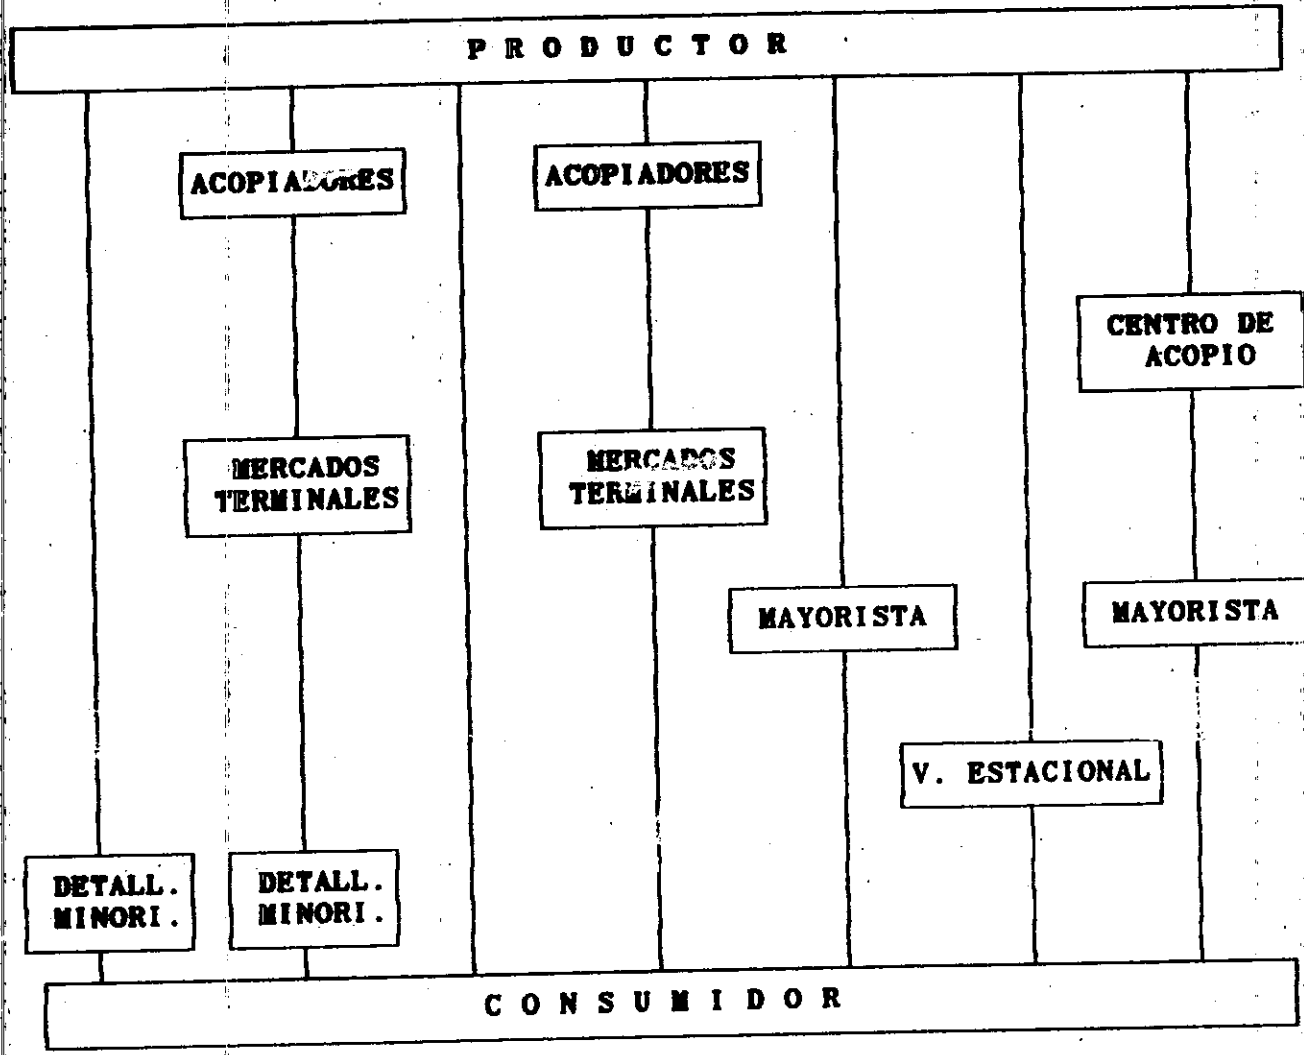 PRODUCTOR
ACOPIADORES
ACOPIADORES
CENTRO DE
ACOPIO
MERCADOS
TERMINALES
MERCADOS
TERMINALES
MAYORISTA
MAYORISTA
V. ESTACIONAL
DETALL.
MINORI.
DETALL.
MINORI.
CONSUMIDOR